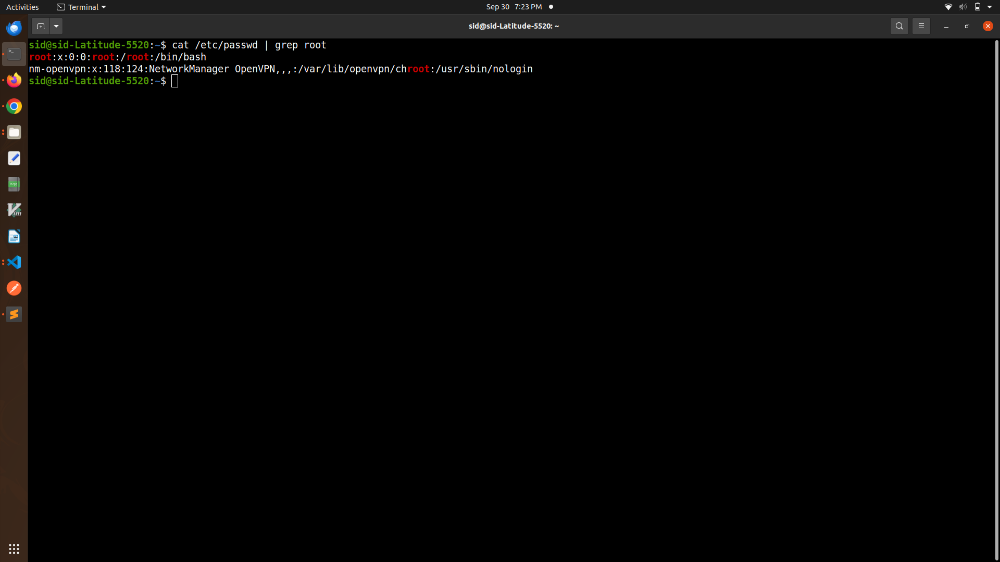 Activities
Terminal
Sep 30 7:23 PM
sid@sid-Latitude-5520: ~
sid@sid-Latitude-5520:~$ cat /etc/passwd | grep root
root:x:0:0:root:/root:/bin/bash
nm-openvpn:x:118:124:NetworkManager OpenVPN,,,:/var/lib/openvpn/chroot:/usr/sbin/nologin
sid@sid-Latitude-5520:~$
nqq
Vim